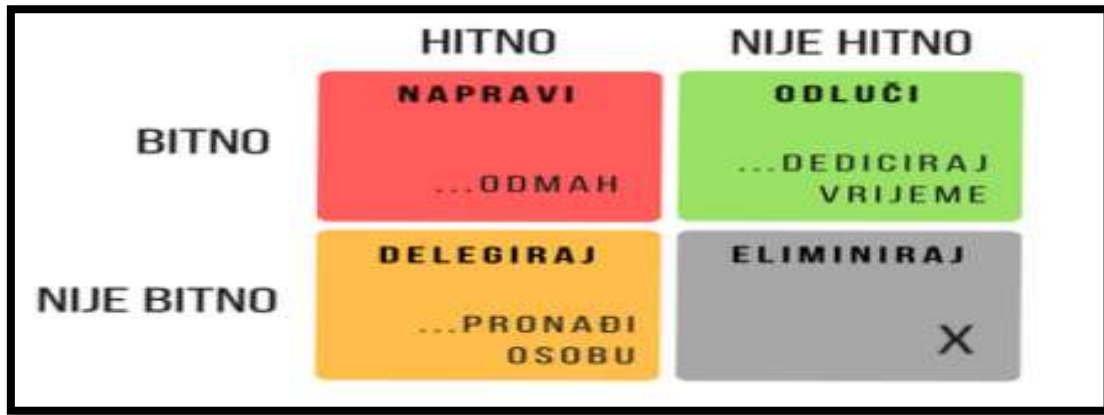 HITNO NIJE HITNO
BITNO
NAPRAVI
...ODMAH
ODLUČI
...DEDICIRAJ
VRIJEME
NIJE BITNO
DELEGIRAJ
...PRONAĐI
OSOBU
ELIMINIRAJ
X